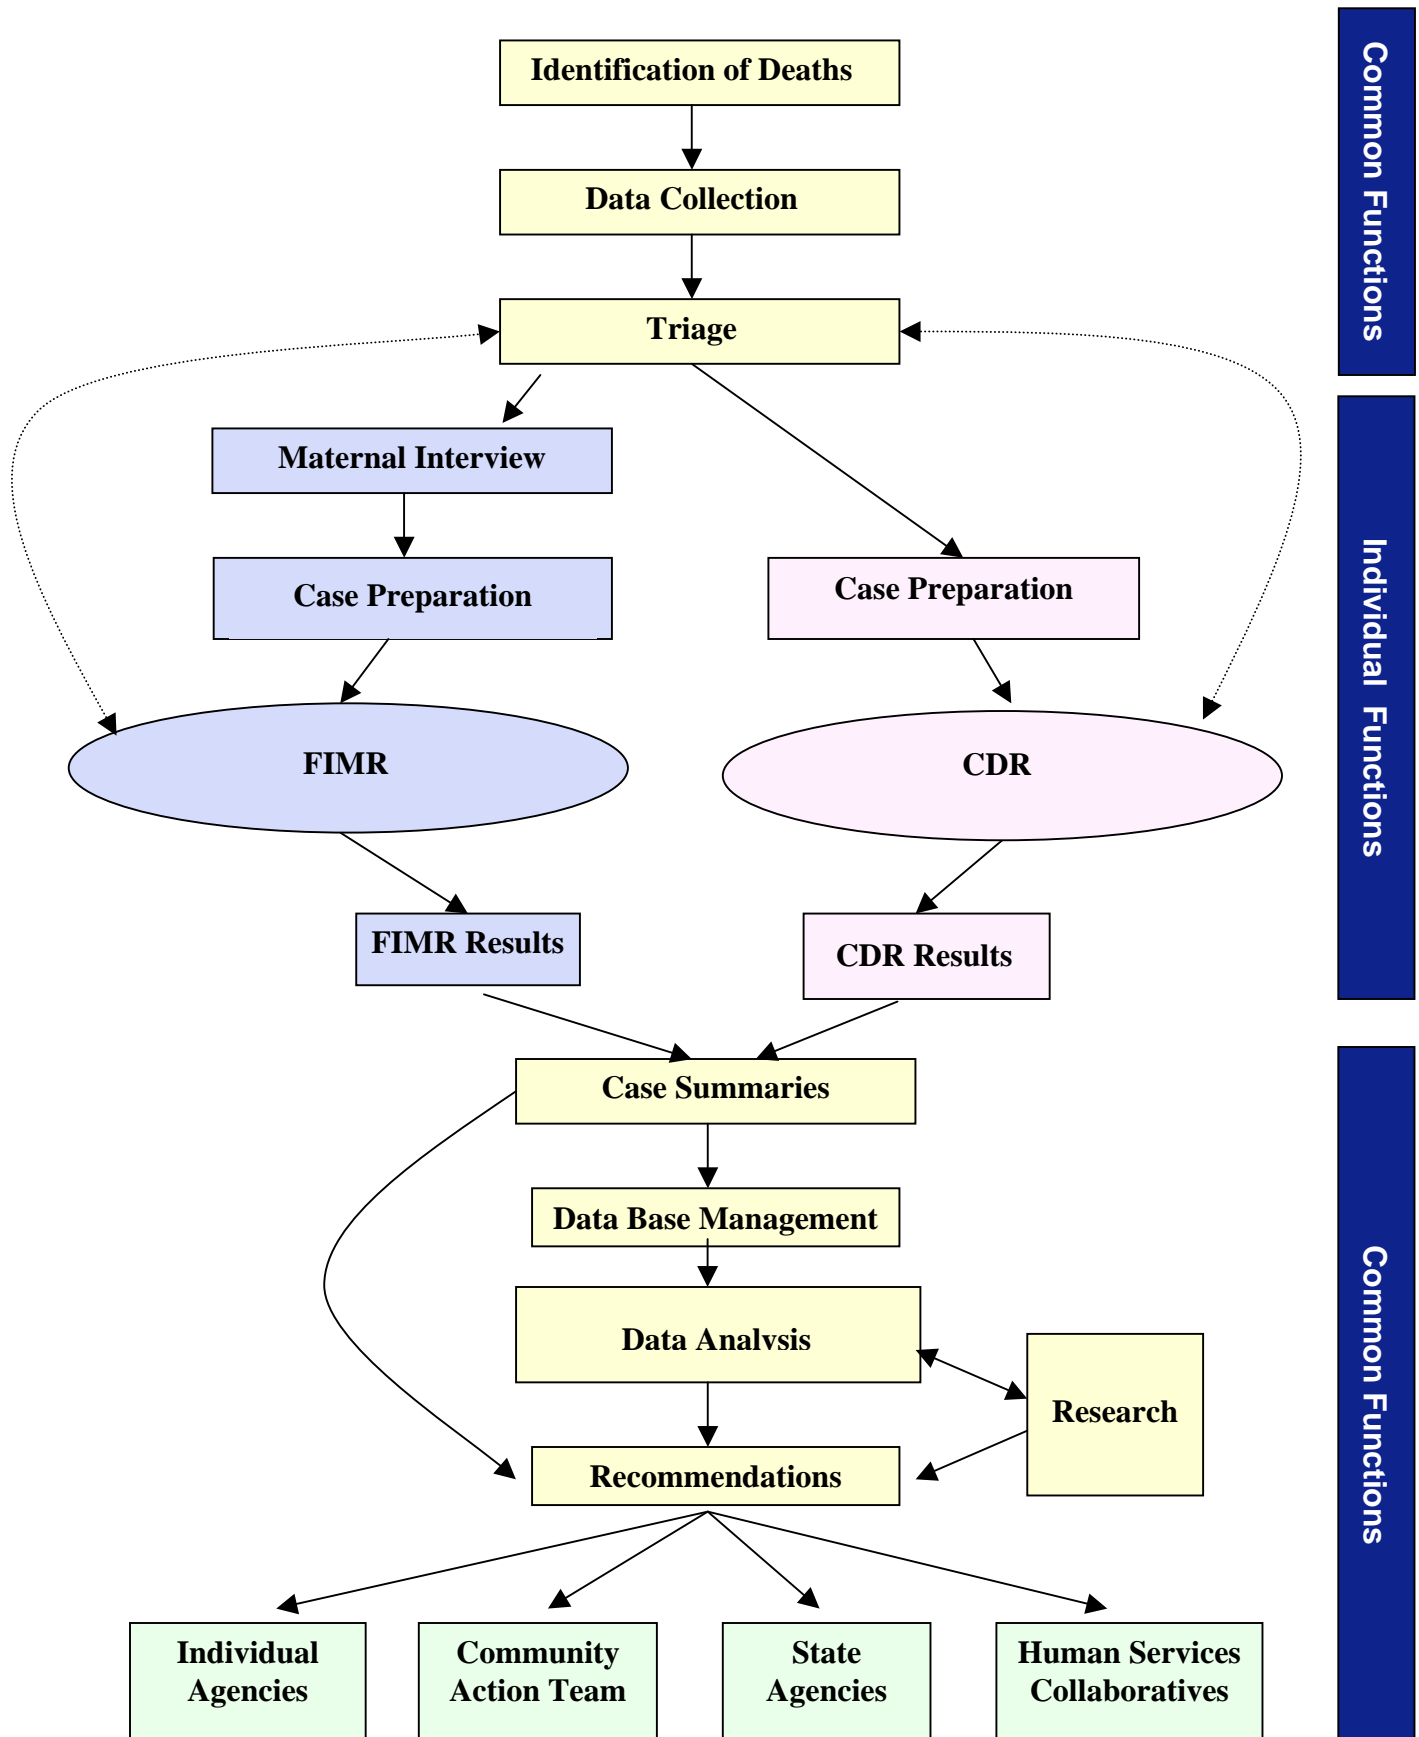 Identification of Deaths
Data Collection
Triage
Maternal Interview
Case Preparation
Case Preparation
FIMR
CDR
FIMR Results
CDR Results
Case Summaries
Data Base Management
Data Analysis
Research
Recommendations
Individual
Agencies
Community
Action Team
State
Agencies
Human Services
Collaboratives
Common Functions
Individual Functions
Common Functions